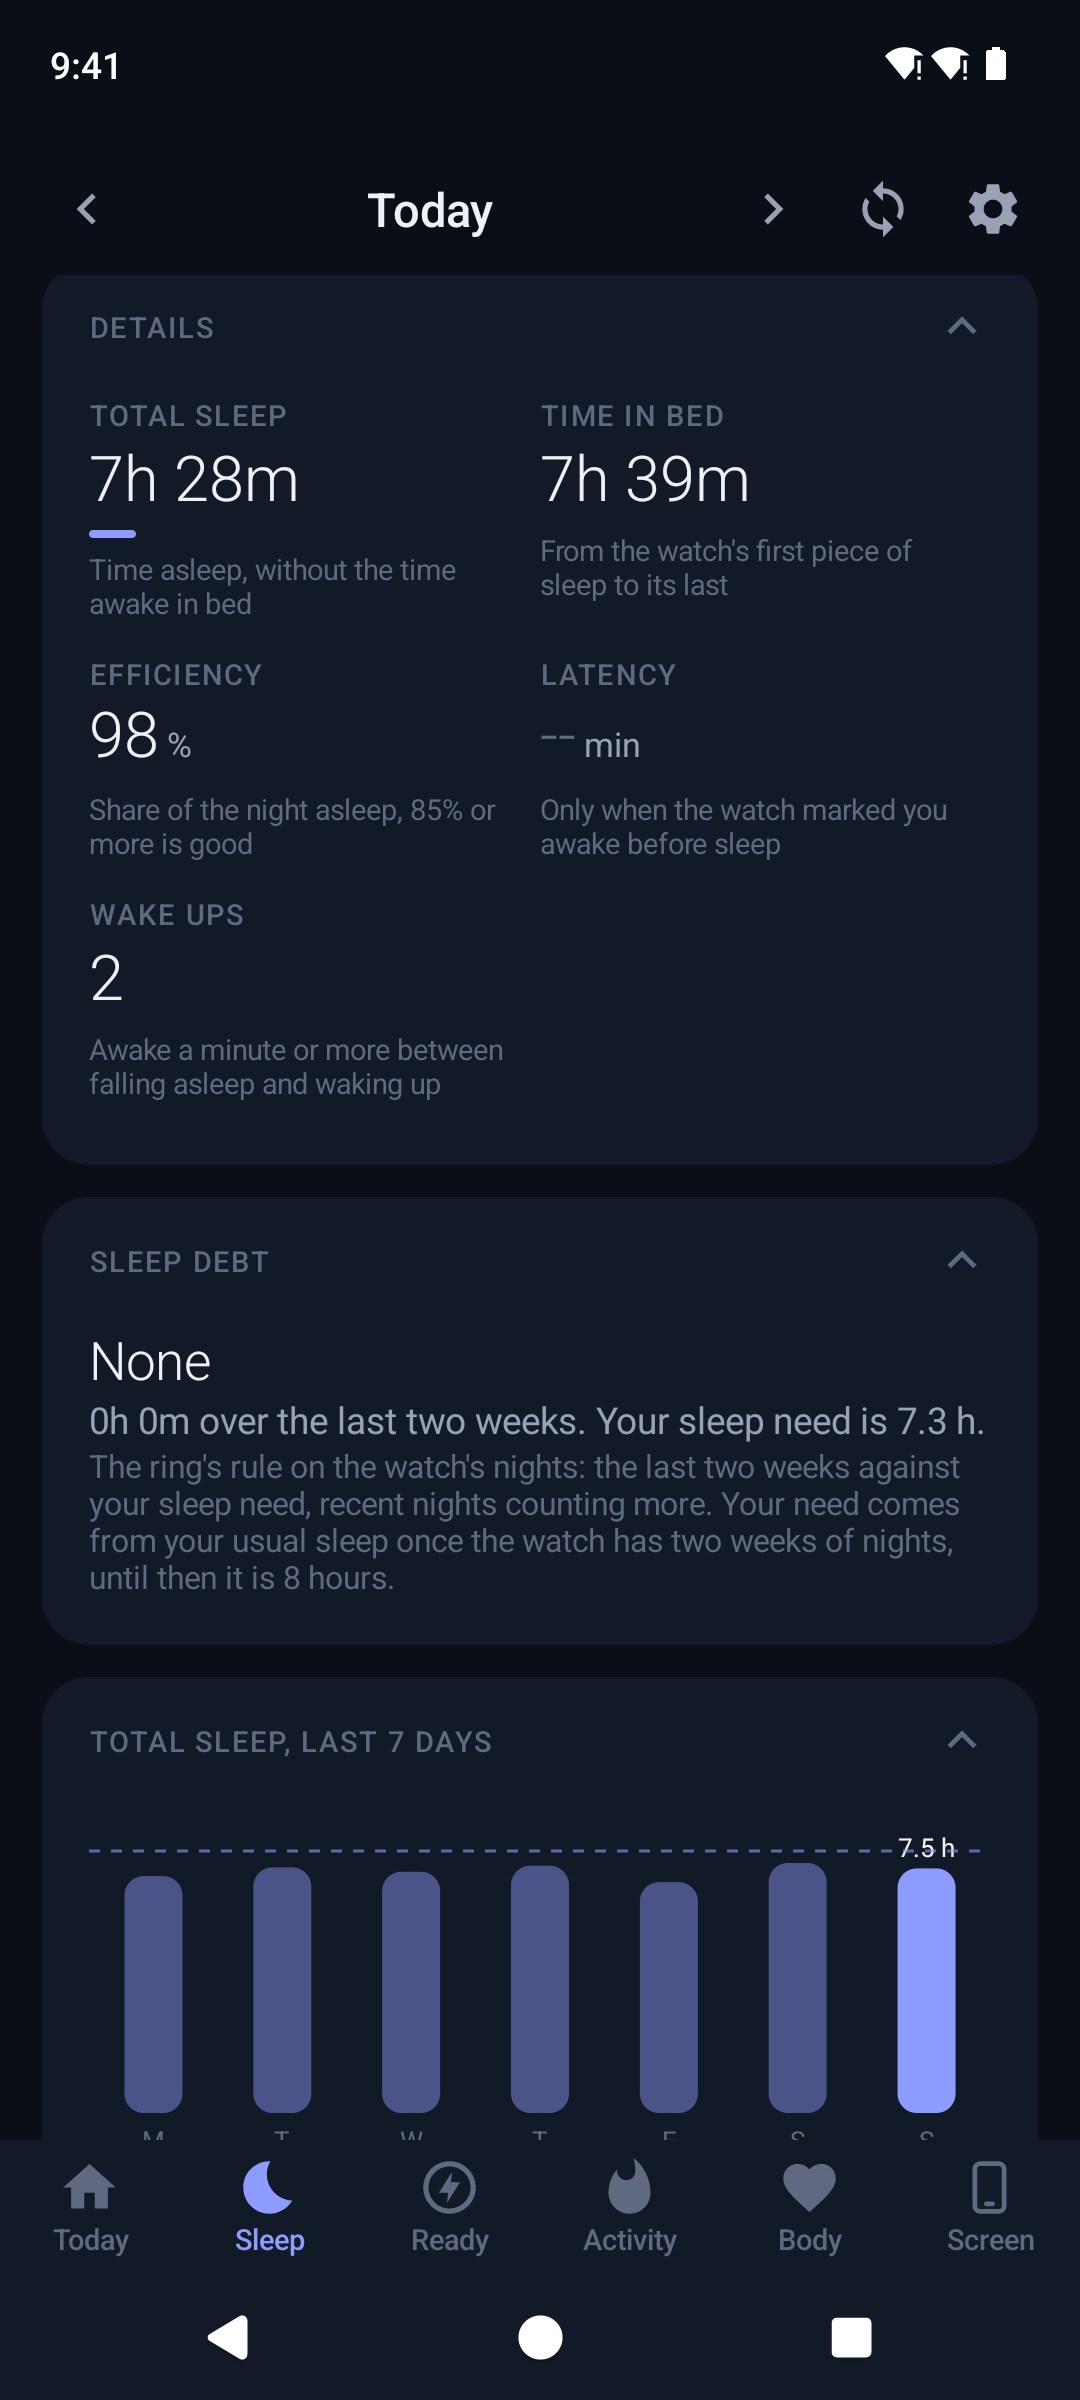 9:41
Today
DETAILS
TOTAL SLEEP
7h 28m
Time asleep, without the time
awake in bed
TIME IN BED
7h 39m
From the watch's first piece of
sleep to its last
EFFICIENCY
98 %
Share of the night asleep, 85% or
more is good
LATENCY
-- min
Only when the watch marked you
awake before sleep
WAKE UPS
2
Awake a minute or more between
falling asleep and waking up
SLEEP DEBT
None
0h 0m over the last two weeks. Your sleep need is 7.3 h.
The ring's rule on the watch's nights: the last two weeks against
your sleep need, recent nights counting more. Your need comes
from your usual sleep once the watch has two weeks of nights,
until then it is 8 hours.
TOTAL SLEEP, LAST 7 DAYS
7.5 h
M T W T F S S
Today Sleep Ready Activity Body Screen